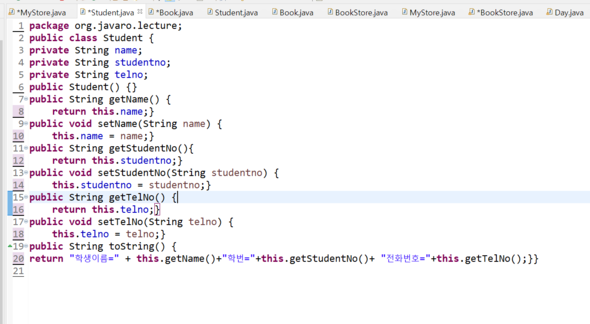 *MyStore.java *Student.java *Book.java Student.java Book.java BookStore.java MyStore.java *BookStore.java Day.java
1 package org.javaro.lecture;
2 public class Student {
3 private String name;
4 private String studentno;
5 private String telno;
6 public Student() {}
7 public String getName() {
8 return this.name;}
9 public void setName(String name) {
10 this.name = name;}
11 public String getStudentNo(){
12 return this.studentno;}
13 public void setStudentNo(String studentno) {
14 this.studentno = studentno;}
15 public String getTelNo() {
16 return this.telno;}
17 public void setTelNo(String telno) {
18 this.telno = telno;}
19 public String toString() {
20 return "학생이름=" + this.getName()+"학번="+this.getStudentNo()+ "전화번호="+this.getTelNo();}}
21